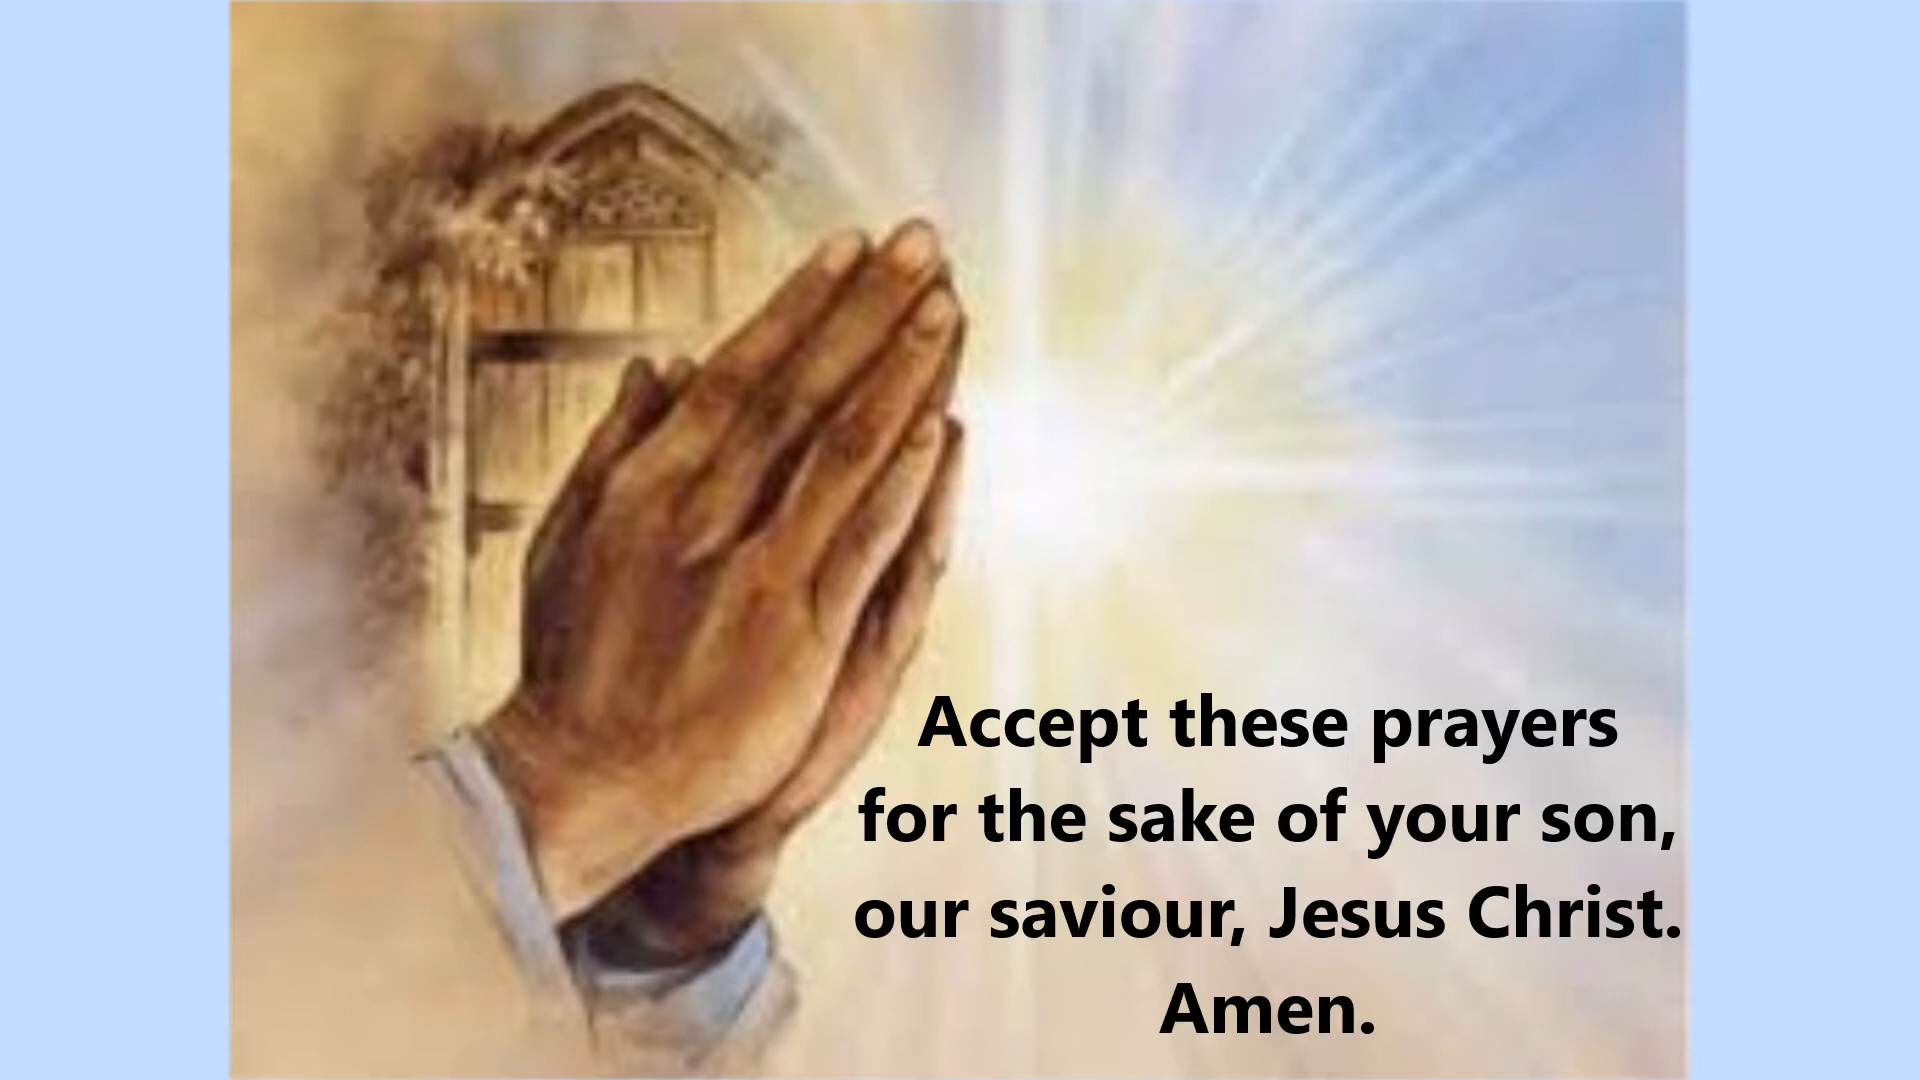 Accept these prayers
for the sake of your son,
our saviour, Jesus Christ.
Amen.